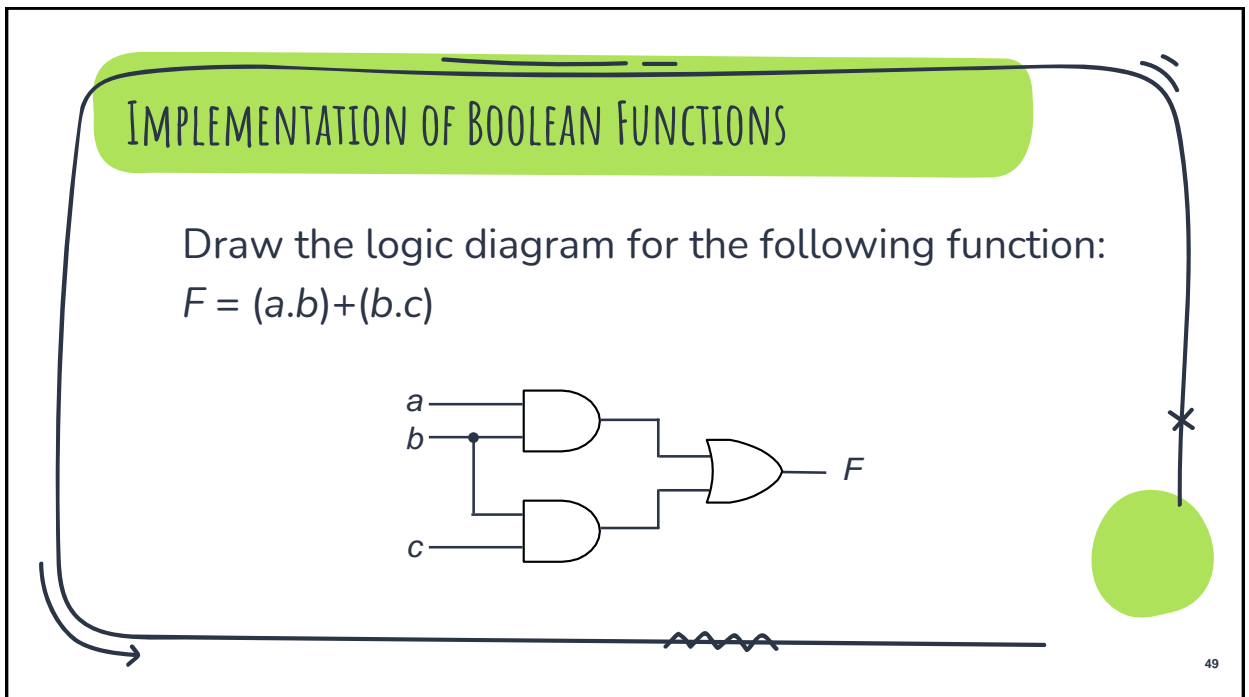 Implementation of Boolean Functions
Draw the logic diagram for the following function:
F = (a.b)+(b.c)
a
b
F
c
49